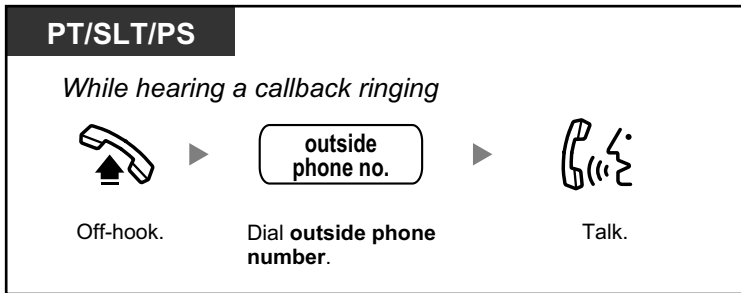 PT/SLT/PS
While hearing a callback ringing
outside
phone no.
Off-hook.
Dial outside phone
number.
Talk.